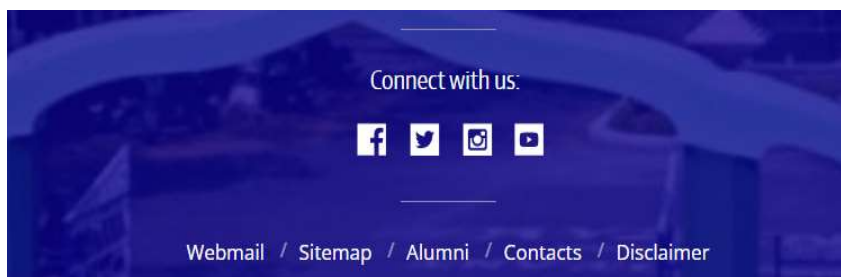 Connect with us:
Webmail / Sitemap / Alumni / Contacts / Disclaimer